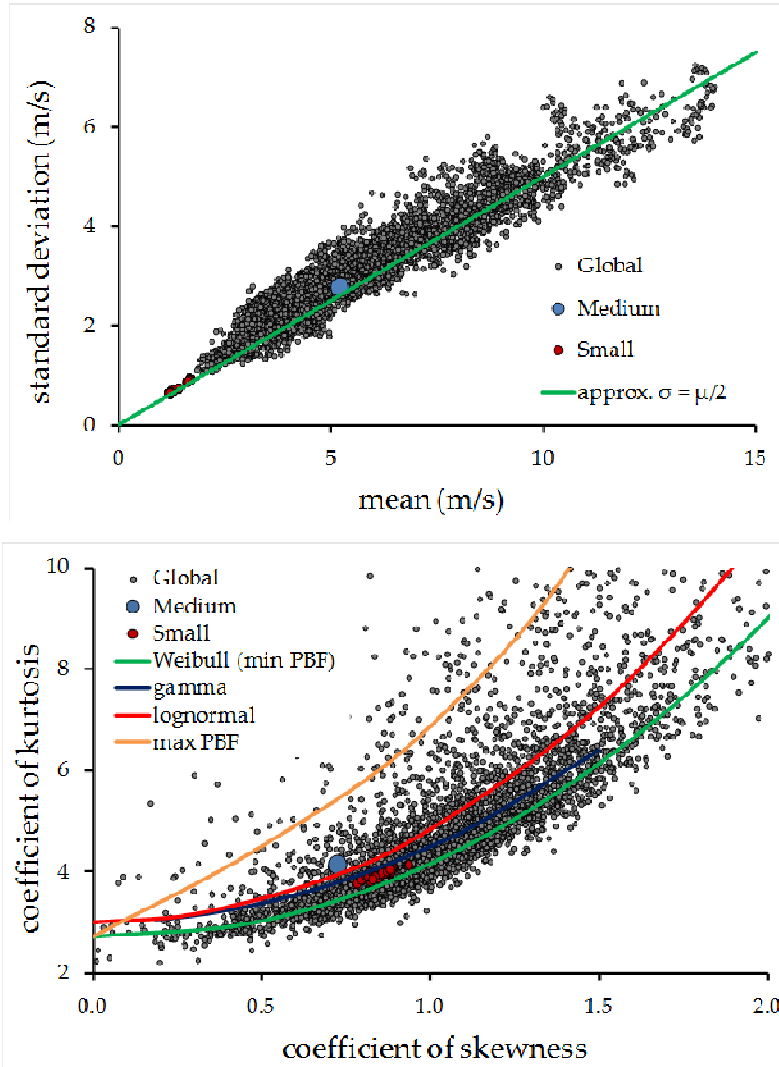 8
6
4
2
0
standard deviation (m/s)
Global
Medium
Small
approx. σ = μ/2
0
5
10
15
mean (m/s)
10
8
6
4
2
coefficient of kurtosis
Global
Medium
Small
Weibull (min PBF)
gamma
lognormal
max PBF
0.0
0.5
1.0
1.5
2.0
coefficient of skewness